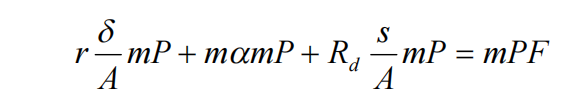 r δ/A mP + mαmP + R_d s/A mP = mPF